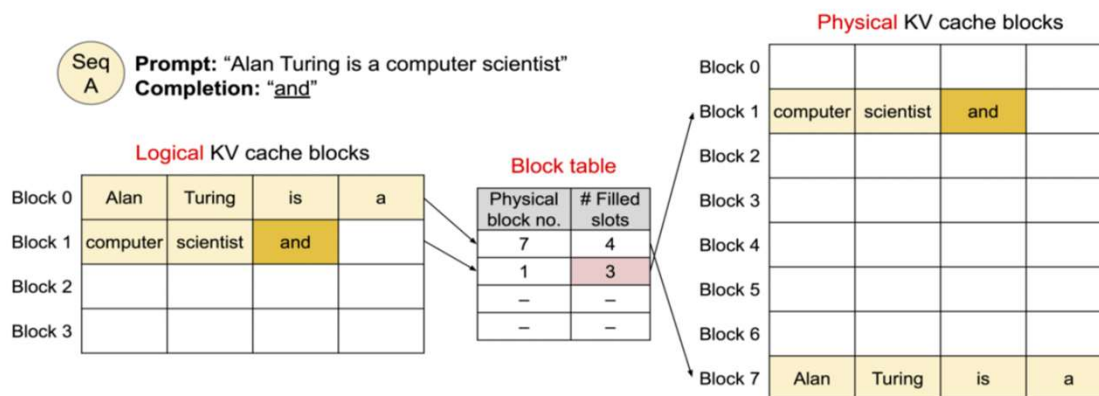 Physical KV cache blocks
Seq A
Prompt: “Alan Turing is a computer scientist”
Completion: “and”
Logical KV cache blocks
Block 0 Alan Turing is a
Block 1 computer scientist and
Block 2
Block 3
Block table
Physical block no. # Filled slots
7 4
1 3
– –
– –
Block 0
Block 1 computer scientist and
Block 2
Block 3
Block 4
Block 5
Block 6
Block 7 Alan Turing is a